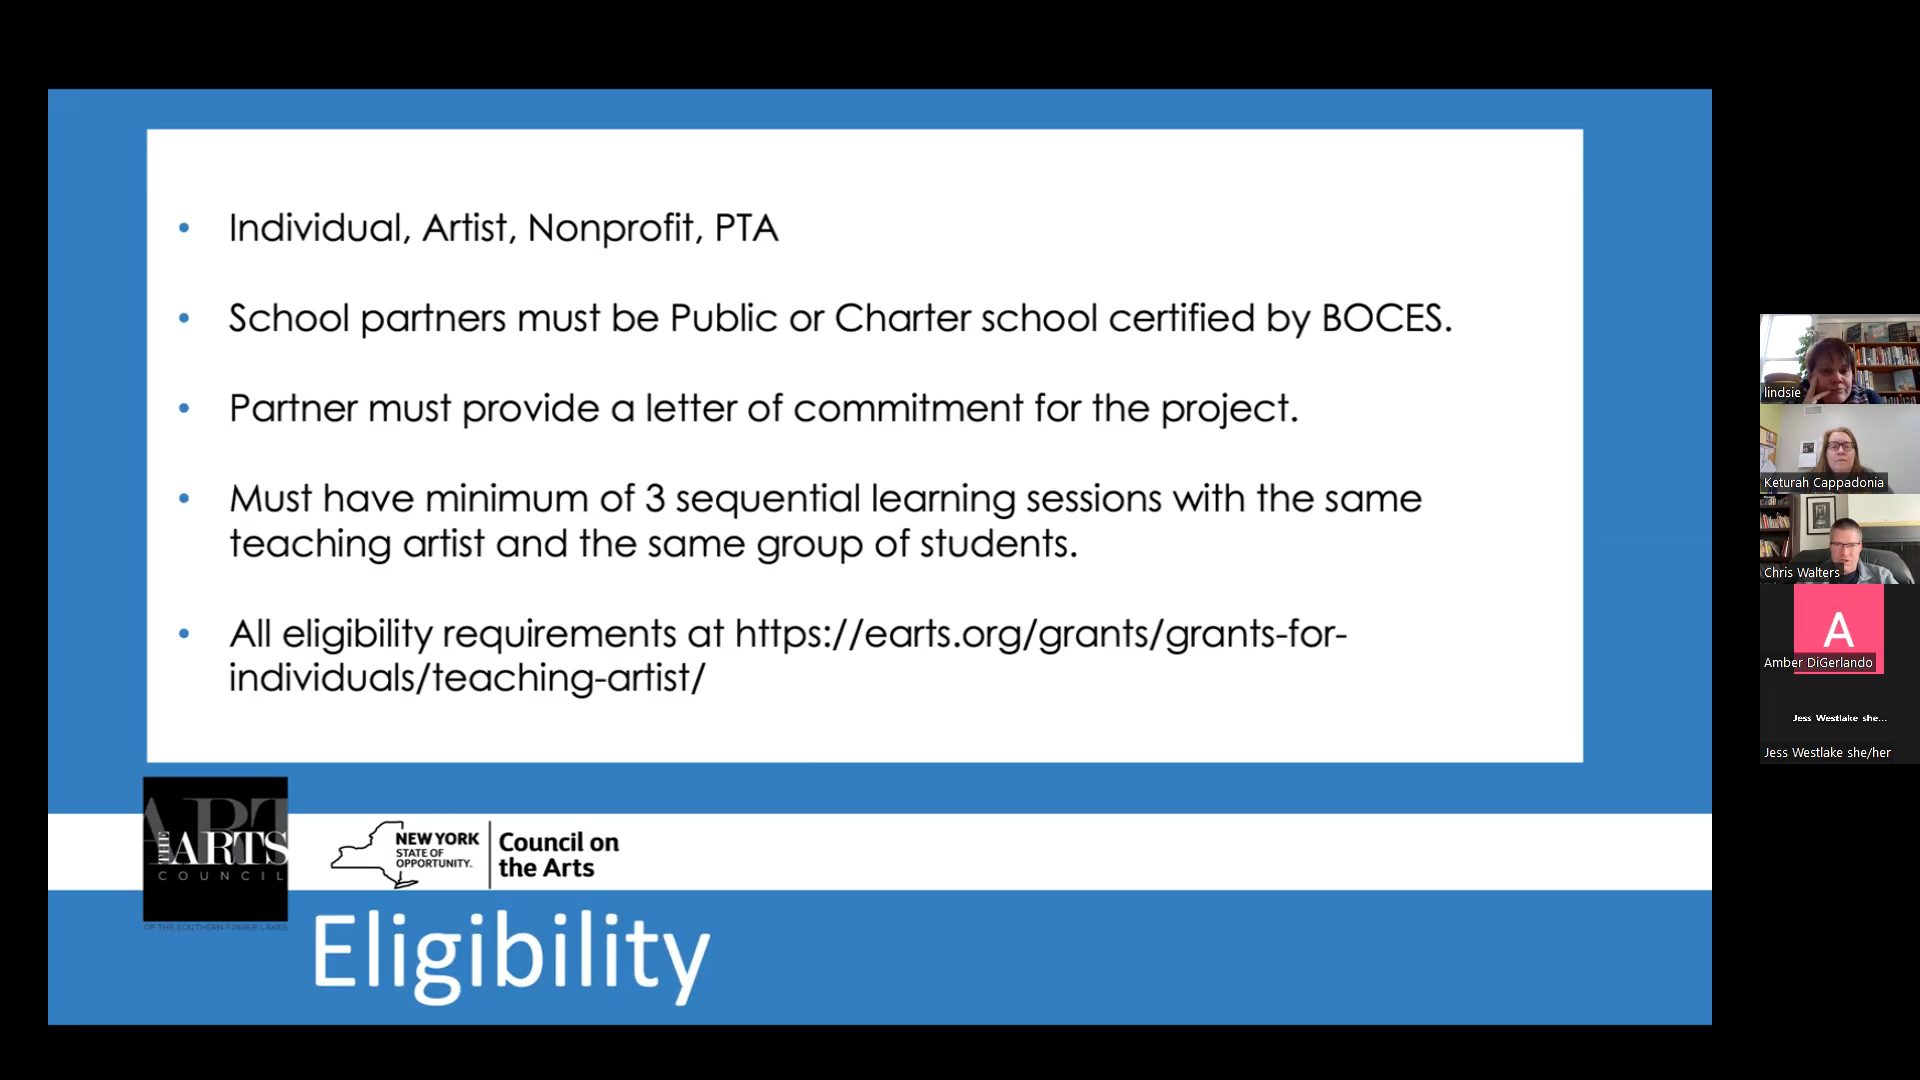 Individual, Artist, Nonprofit, PTA
School partners must be Public or Charter school certified by BOCES.
Partner must provide a letter of commitment for the project.
Must have minimum of 3 sequential learning sessions with the same
teaching artist and the same group of students.
All eligibility requirements at https://earts.org/grants/grants-for-
individuals/teaching-artist/
ART
THE ARTS
COUNCIL
OF THE SOUTHERN FINGER LAKES
NEW YORK
STATE OF
OPPORTUNITY.
Council on
the Arts
Eligibility
lindsie
Keturah Cappadonia
Chris Walters
A
Amber DiGerlando
Jess Westlake she...
Jess Westlake she/her